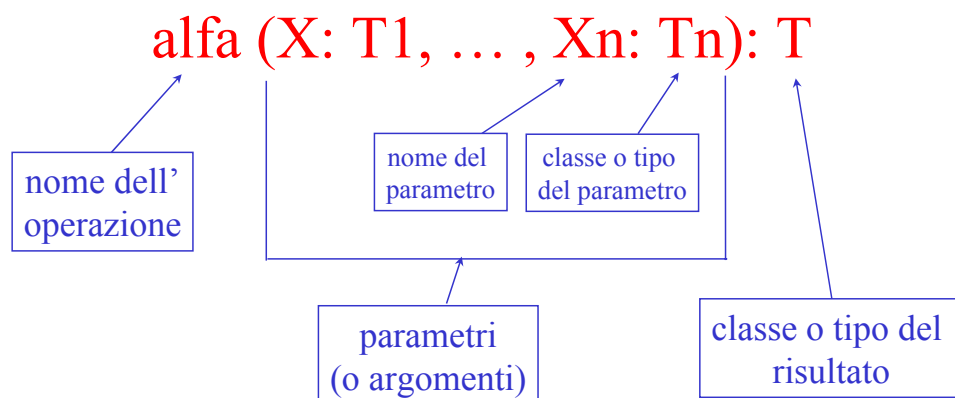 alfa (X: T1, … , Xn: Tn): T
nome del
parametro
classe o tipo
del parametro
nome dell’
operazione
parametri
(o argomenti)
classe o tipo del
risultato